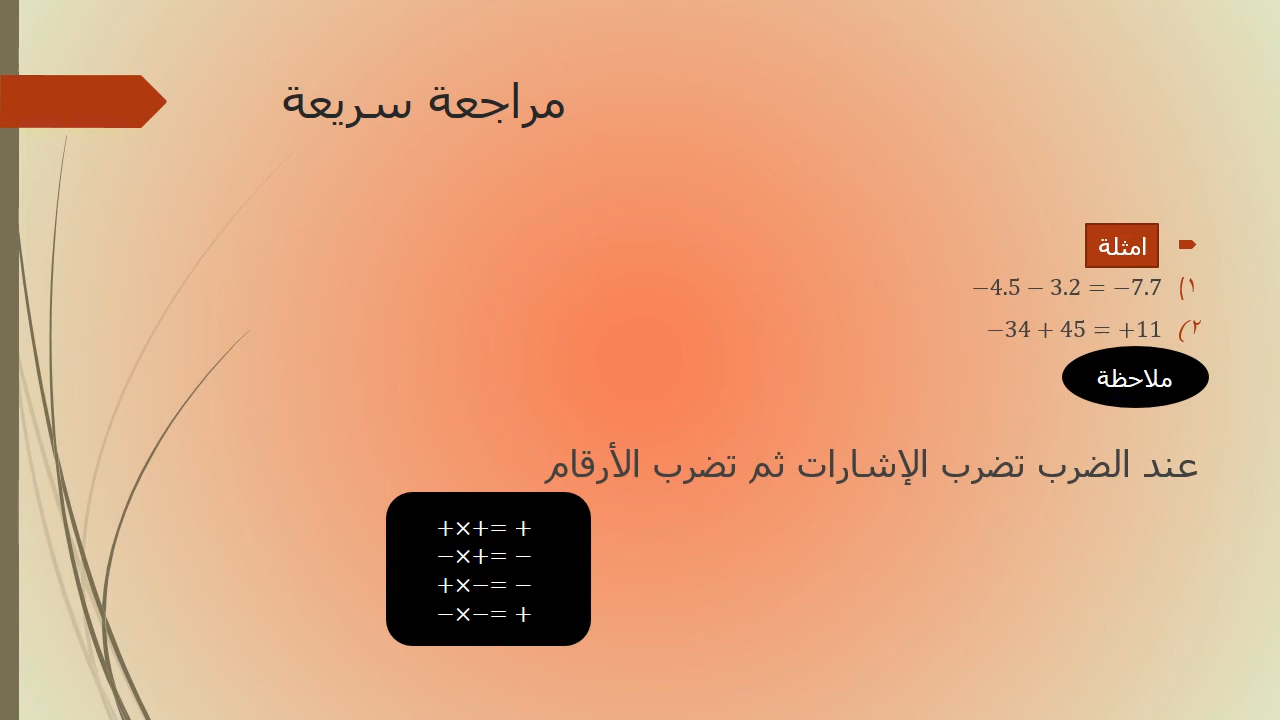 مراجعة سريعة
امثلة
١) −4.5 − 3.2 = −7.7
٢) −34 + 45 = +11
ملاحظة
عند الضرب تضرب الإشارات ثم تضرب الأرقام
+×+= +
−×+= −
+×−= −
−×−= +